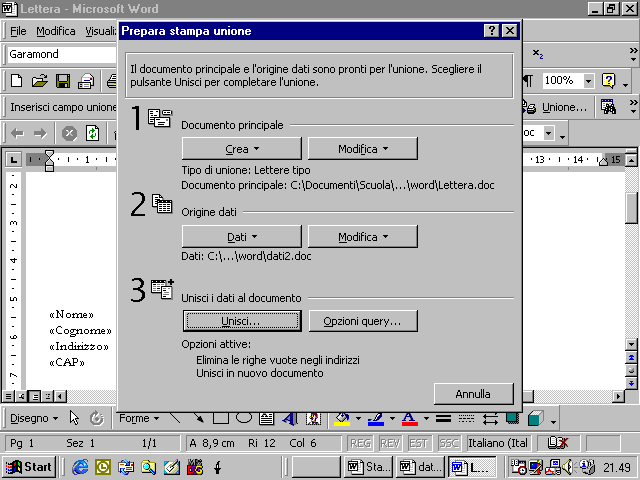 Lettera - Microsoft Word
File Modifica Visualiz
Prepara stampa unione
Garamond
Il documento principale e l'origine dati sono pronti per l'unione. Scegliere il
pulsante Unisci per completare l'unione.
100%
Inserisci campo unione
Unione...
1
Documento principale
Crea
Modifica
Tipo di unione: Lettere tipo
Documento principale: C:\Documenti\Scuola\...\word\Lettera.doc
2
Origine dati
Dati
Modifica
Dati: C:\...\word\dati2.doc
3
Unisci i dati al documento
Unisci...
Opzioni query...
Opzioni attive:
Elimina le righe vuote negli indirizzi
Unisci in nuovo documento
Annulla
«Nome»
«Cognome»
«Indirizzo»
«CAP»
Disegno Forme
Pg 1 Sez 1 1/1 A 8,9 cm Ri 12 Col 6 REG REV EST SSC Italiano (Ital
Start Sta... dat... L... 21.49